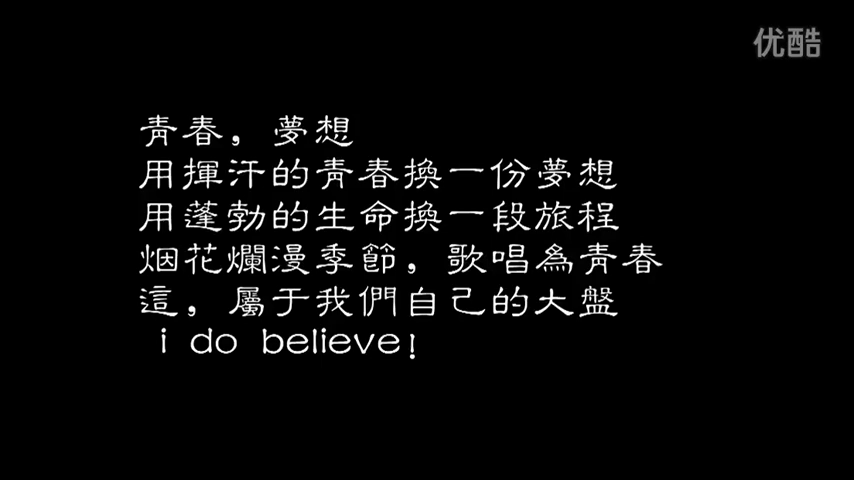 优酷
青春，夢想
用揮汗的青春換一份夢想
用蓬勃的生命換一段旅程
烟花爛漫季節，歌唱為青春
這，屬于我們自己的大盤
i do believe!